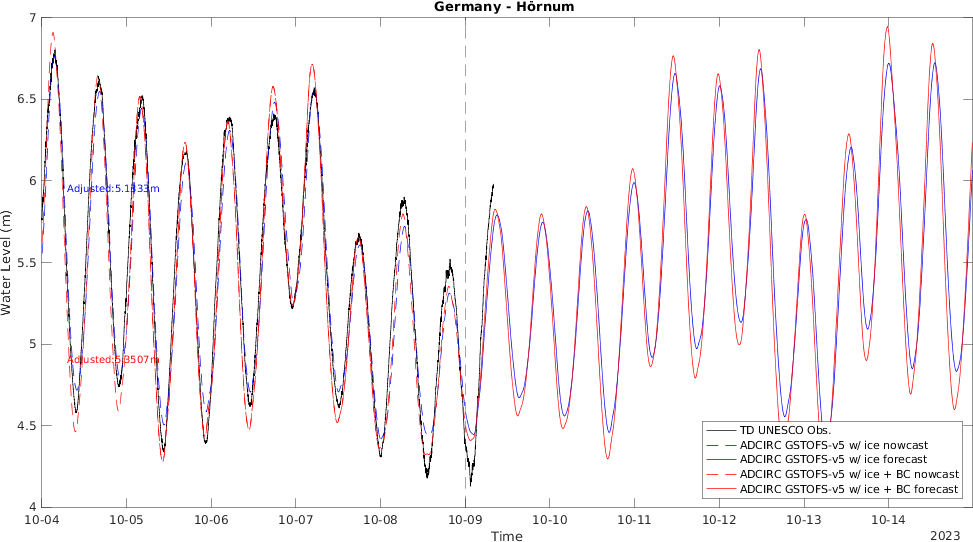 Germany - Hörnum
Water Level (m)
7
6.5
6
5.5
5
4.5
4
Adjusted:5.1333m
Adjusted:5.3507m
TD UNESCO Obs.
ADCIRC GSTOFS-v5 w/ ice nowcast
ADCIRC GSTOFS-v5 w/ ice forecast
ADCIRC GSTOFS-v5 w/ ice + BC nowcast
ADCIRC GSTOFS-v5 w/ ice + BC forecast
10-04 10-05 10-06 10-07 10-08 10-09 10-10 10-11 10-12 10-13 10-14
Time
2023